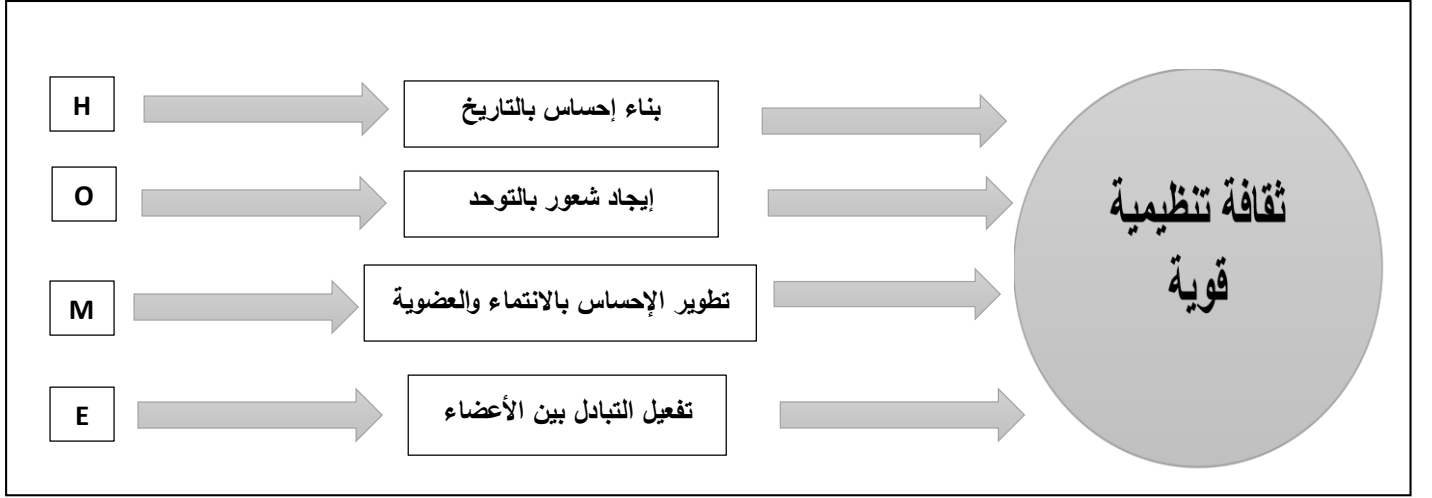 H
بناء إحساس بالتاريخ
O
إيجاد شعور بالتوحد
M
تطوير الإحساس بالانتماء والعضوية
E
تفعيل التبادل بين الأعضاء
ثقافة تنظيمية
قوية